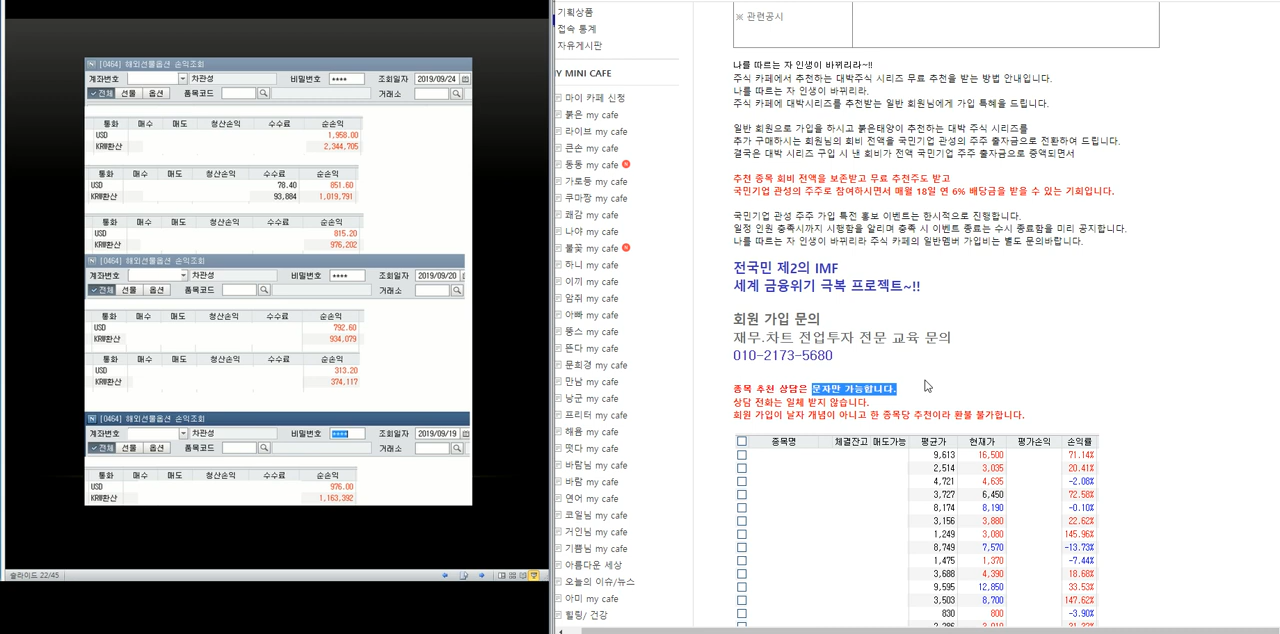 [0464] 해외선물옵션 손익조회
계좌번호 차관성 비밀번호 **** 조회일자 2019/09/24
전체 선물 옵션 품목코드 거래소
통화 매수 매도 청산손익 수수료 순손익
USD 1,958.00
KRW환산 2,344,705
통화 매수 매도 청산손익 수수료 순손익
USD 78.40 851.60
KRW환산 93,884 1,019,791
통화 매수 매도 청산손익 수수료 순손익
USD 815.20
KRW환산 976,202
[0464] 해외선물옵션 손익조회
계좌번호 차관성 비밀번호 **** 조회일자 2019/09/20
전체 선물 옵션 품목코드 거래소
통화 매수 매도 청산손익 수수료 순손익
USD 792.60
KRW환산 934,079
통화 매수 매도 청산손익 수수료 순손익
USD 313.20
KRW환산 374,117
[0464] 해외선물옵션 손익조회
계좌번호 차관성 비밀번호 **** 조회일자 2019/09/19
전체 선물 옵션 품목코드 거래소
통화 매수 매도 청산손익 수수료 순손익
USD 976.00
KRW환산 1,163,392
슬라이드 22/45
기획상품
접속 통계
자유게시판
MY MINI CAFE
마이 카페 신청
붉은 my cafe
라이브 my cafe
큰손 my cafe
동동 my cafe
가로등 my cafe
쿠마짱 my cafe
쾌감 my cafe
나야 my cafe
불꽃 my cafe
하니 my cafe
이끼 my cafe
암쥐 my cafe
아빠 my cafe
뚱스 my cafe
뜬다 my cafe
문희경 my cafe
만남 my cafe
낭군 my cafe
프리터 my cafe
해음 my cafe
떳다 my cafe
바람님 my cafe
바람 my cafe
연어 my cafe
코일님 my cafe
거인님 my cafe
기쁨님 my cafe
아름다운 세상
오늘의 이슈/뉴스
아미 my cafe
힐링/ 건강
※ 관련공시
나를 따르는 자 인생이 바뀌리라~!!
주식 카페에서 추천하는 대박주식 시리즈 무료 추천을 받는 방법 안내입니다.
나를 따르는 자 인생이 바뀌리라.
주식 카페에 대박시리즈를 추천받는 일반 회원님에게 가입 특혜을 드립니다.
일반 회원으로 가입을 하시고 붉은태양이 추천하는 대박 주식 시리즈를
추가 구매하시는 회원님의 회비 전액을 국민기업 관성의 주주 출자금으로 전환하여 드립니다.
결국은 대박 시리즈 구입 시 낸 회비가 전액 국민기업 주주 출자금으로 증액되면서
추천 종목 회비 전액을 보존받고 무료 추천주도 받고
국민기업 관성의 주주로 참여하시면서 매월 18일 연 6% 배당금을 받을 수 있는 기회입니다.
국민기업 관성 주주 가입 특전 홍보 이벤트는 한시적으로 진행합니다.
일정 인원 충족시까지 시행함을 알리며 충족 시 이벤트 종료는 수시 종료함을 미리 공지합니다.
나를 따르는 자 인생이 바뀌리라 주식 카페의 일반멤버 가입비는 별도 문의바랍니다.
전국민 제2의 IMF
세계 금융위기 극복 프로젝트~!!
회원 가입 문의
재무.차트 전업투자 전문 교육 문의
010-2173-5680
종목 추천 상담은 문자만 가능합니다.
상담 전화는 일체 받지 않습니다.
회원 가입이 날자 개념이 아니고 한 종목당 추천이라 환불 불가합니다.
종목명 체결잔고 매도가능 평균가 현재가 평가손익 손익률
9,613 16,500 71.14%
2,514 3,035 20.41%
4,721 4,635 -2.08%
3,727 6,450 72.58%
8,174 8,190 -0.10%
3,156 3,880 22.62%
1,249 3,080 145.96%
8,749 7,570 -13.73%
1,475 1,370 -7.44%
3,688 4,390 18.68%
9,595 12,850 33.53%
3,503 8,700 147.62%
830 800 -3.90%